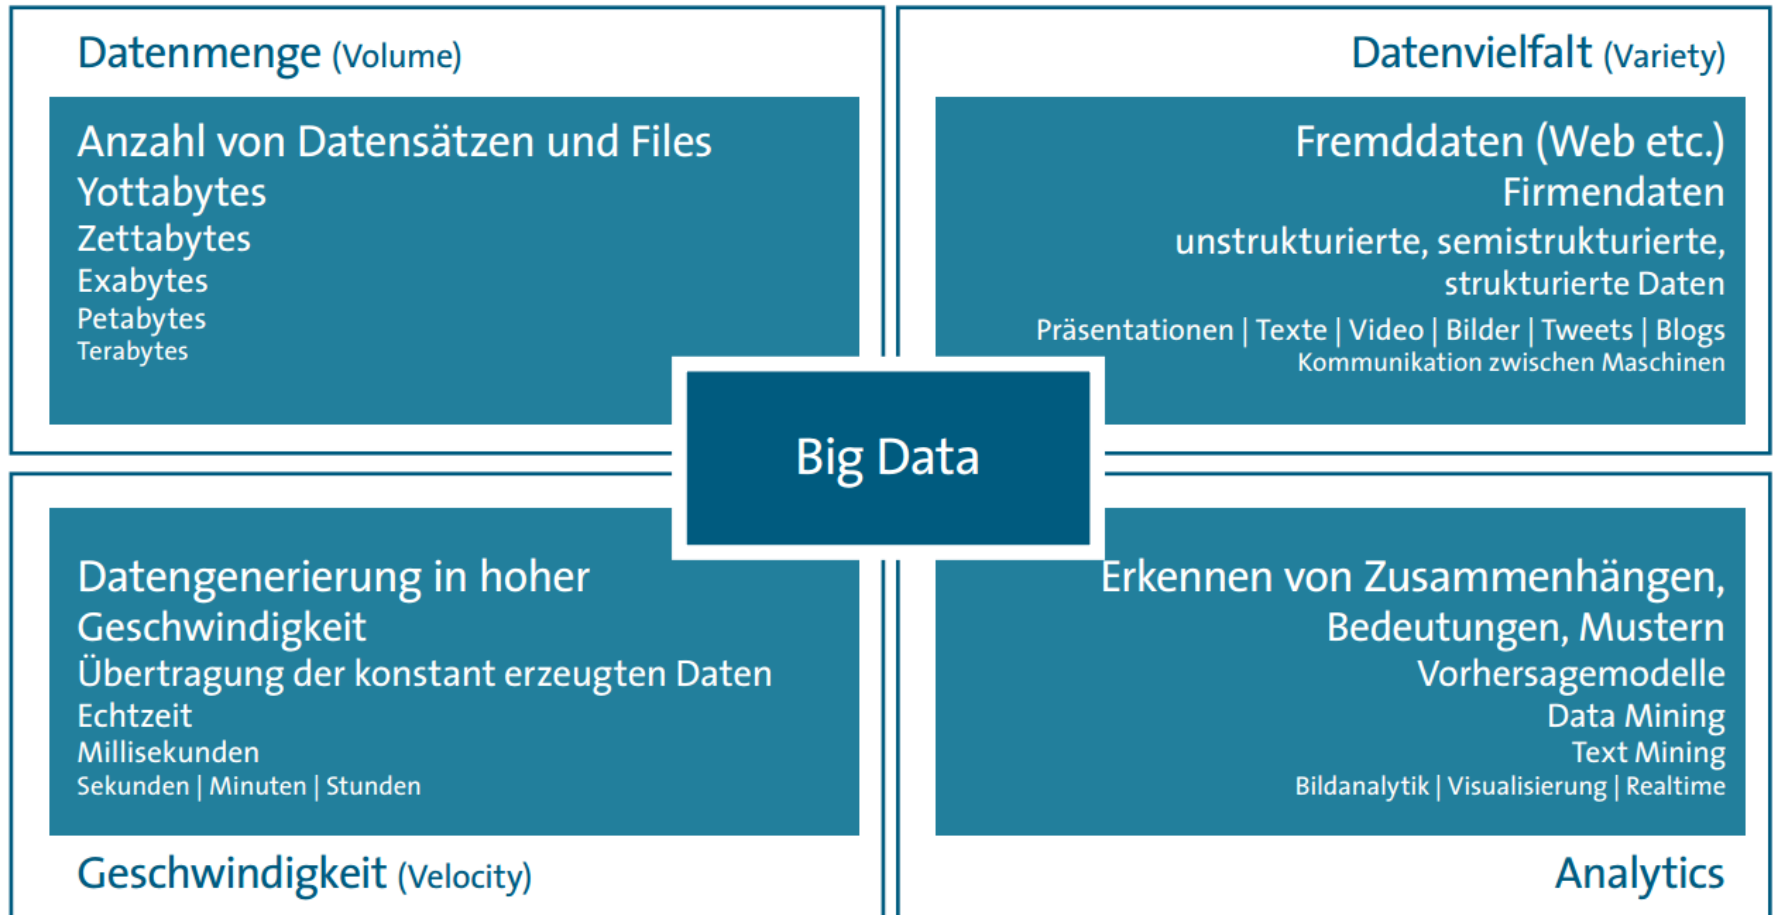 Datenmenge (Volume)
Anzahl von Datensätzen und Files
Yottabytes
Zettabytes
Exabytes
Petabytes
Terabytes
Datenvielfalt (Variety)
Fremddaten (Web etc.)
Firmendaten
unstrukturierte, semistrukturierte,
strukturierte Daten
Präsentationen | Texte | Video | Bilder | Tweets | Blogs
Kommunikation zwischen Maschinen
Big Data
Datengenerierung in hoher
Geschwindigkeit
Übertragung der konstant erzeugten Daten
Echtzeit
Millisekunden
Sekunden | Minuten | Stunden
Geschwindigkeit (Velocity)
Erkennen von Zusammenhängen,
Bedeutungen, Mustern
Vorhersagemodelle
Data Mining
Text Mining
Bildanalytik | Visualisierung | Realtime
Analytics